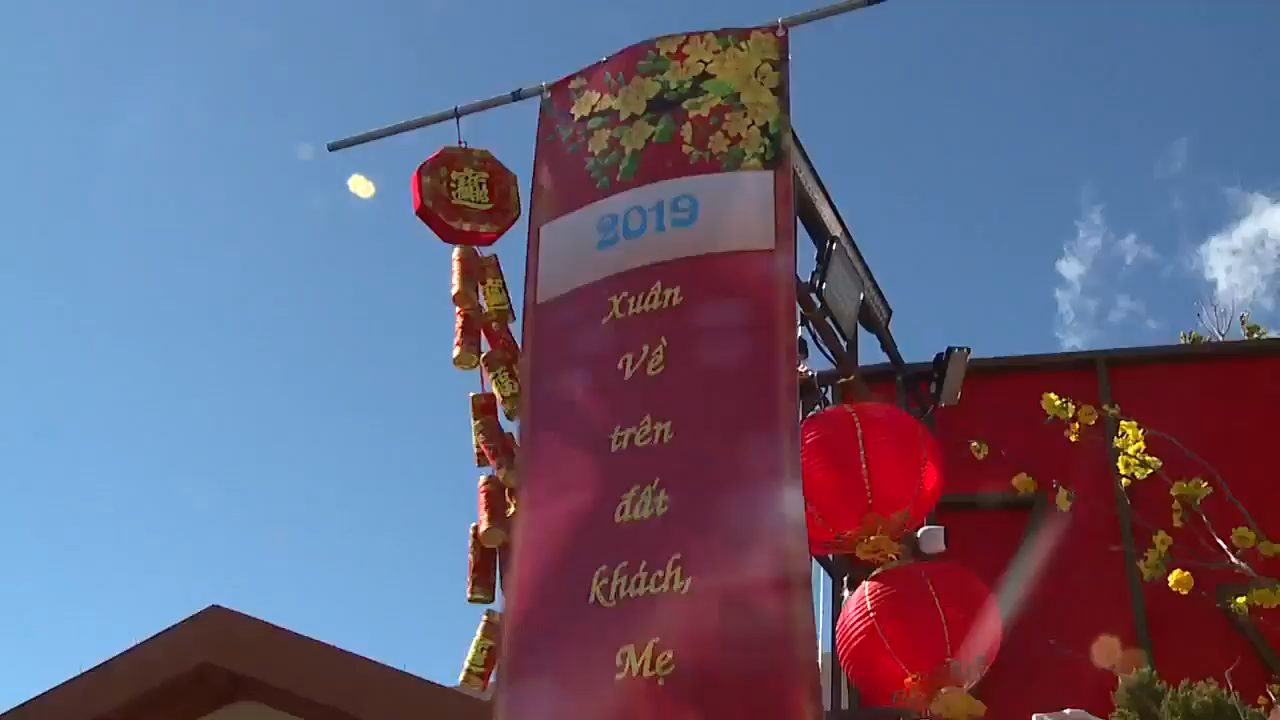 2019
Xuân
Về
trên
đất
khách,
Mẹ